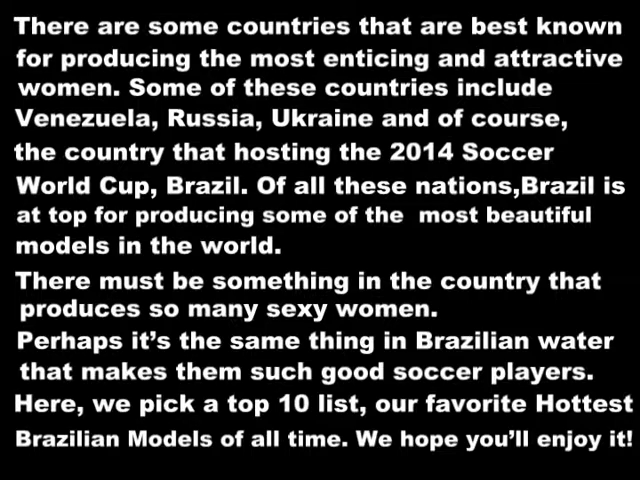 There are some countries that are best known
for producing the most enticing and attractive
women. Some of these countries include
Venezuela, Russia, Ukraine and of course,
the country that hosting the 2014 Soccer
World Cup, Brazil. Of all these nations,Brazil is
at top for producing some of the most beautiful
models in the world.
There must be something in the country that
produces so many sexy women.
Perhaps it’s the same thing in Brazilian water
that makes them such good soccer players.
Here, we pick a top 10 list, our favorite Hottest
Brazilian Models of all time. We hope you’ll enjoy it!